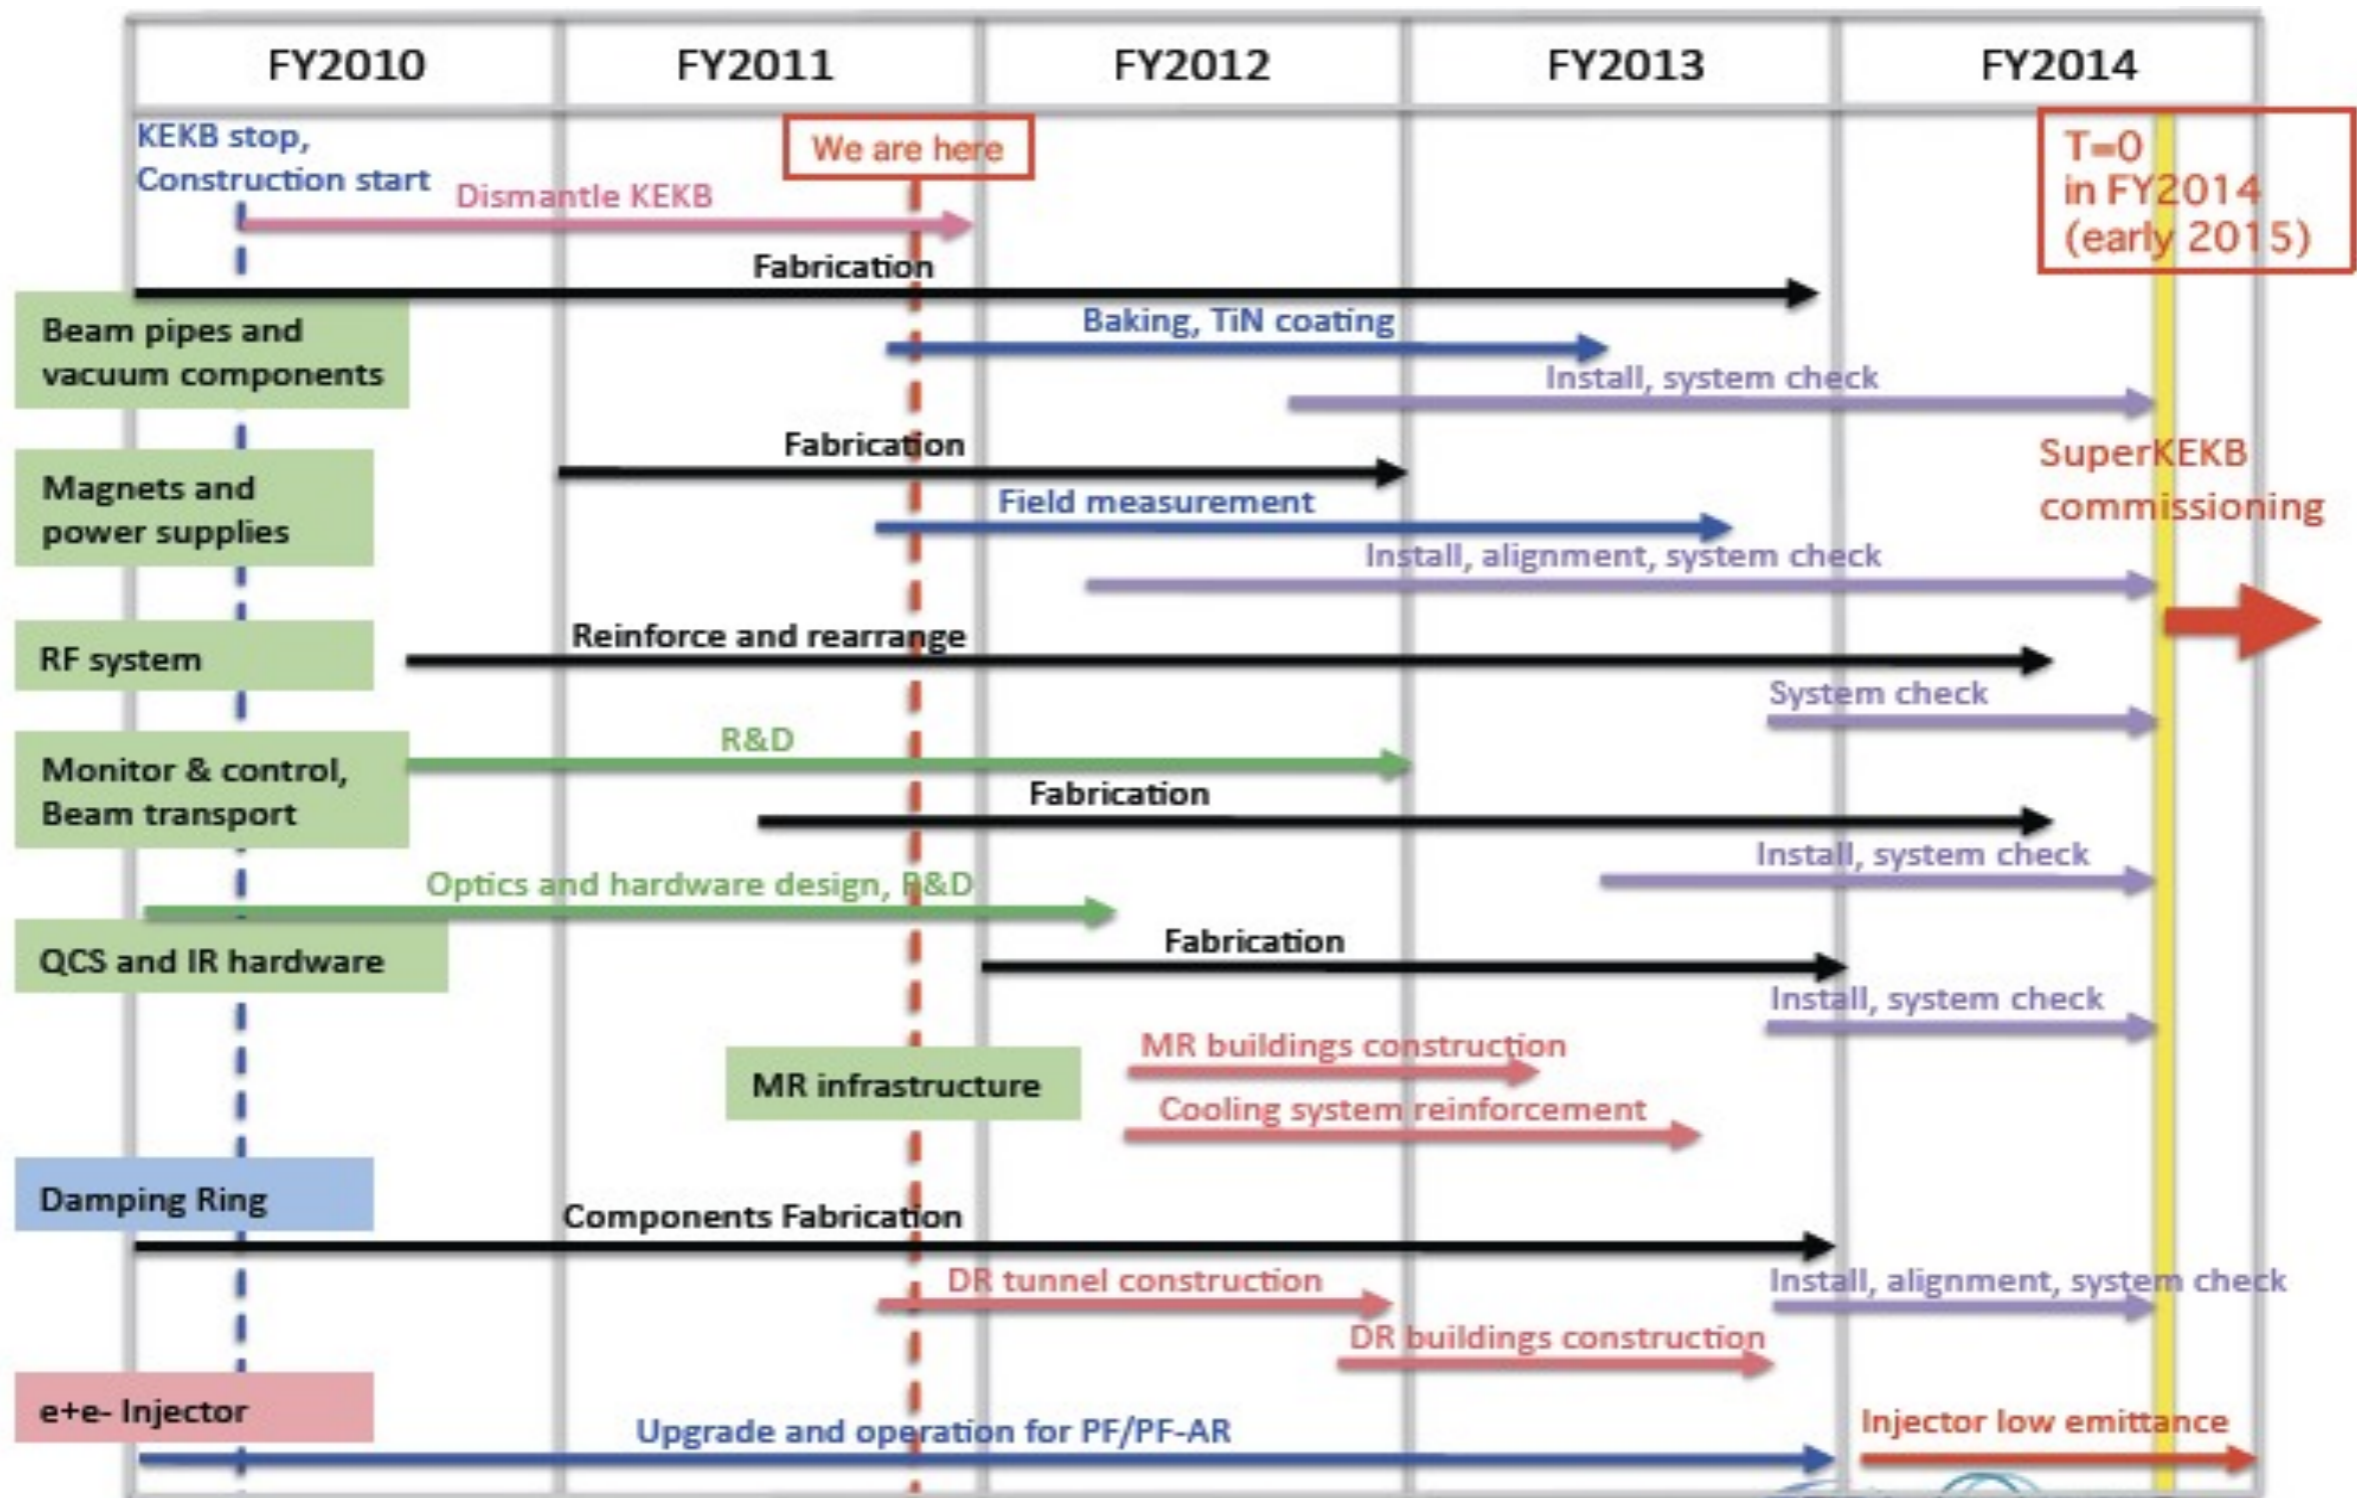 FY2010 FY2011 FY2012 FY2013 FY2014
KEKB stop,
Construction start
We are here
T=0
in FY2014
(early 2015)
Dismantle KEKB
Fabrication
Beam pipes and
vacuum components
Baking, TiN coating
Install, system check
Fabrication
Magnets and
power supplies
Field measurement
Install, alignment, system check
SuperKEKB
commissioning
Reinforce and rearrange
RF system
System check
R&D
Monitor & control,
Beam transport
Fabrication
Install, system check
Optics and hardware design, R&D
QCS and IR hardware
Fabrication
Install, system check
MR infrastructure
MR buildings construction
Cooling system reinforcement
Damping Ring
Components Fabrication
DR tunnel construction
Install, alignment, system check
DR buildings construction
e+e- Injector
Upgrade and operation for PF/PF-AR
Injector low emittance